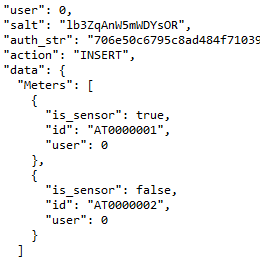 "user": 0,
"salt": "lb3ZqAnW5mWDYsOR",
"auth_str": "706e50c6795c8ad484f71039
"action": "INSERT",
"data": {
"Meters": [
{
"is_sensor": true,
"id": "AT0000001",
"user": 0
},
{
"is_sensor": false,
"id": "AT0000002",
"user": 0
}
]